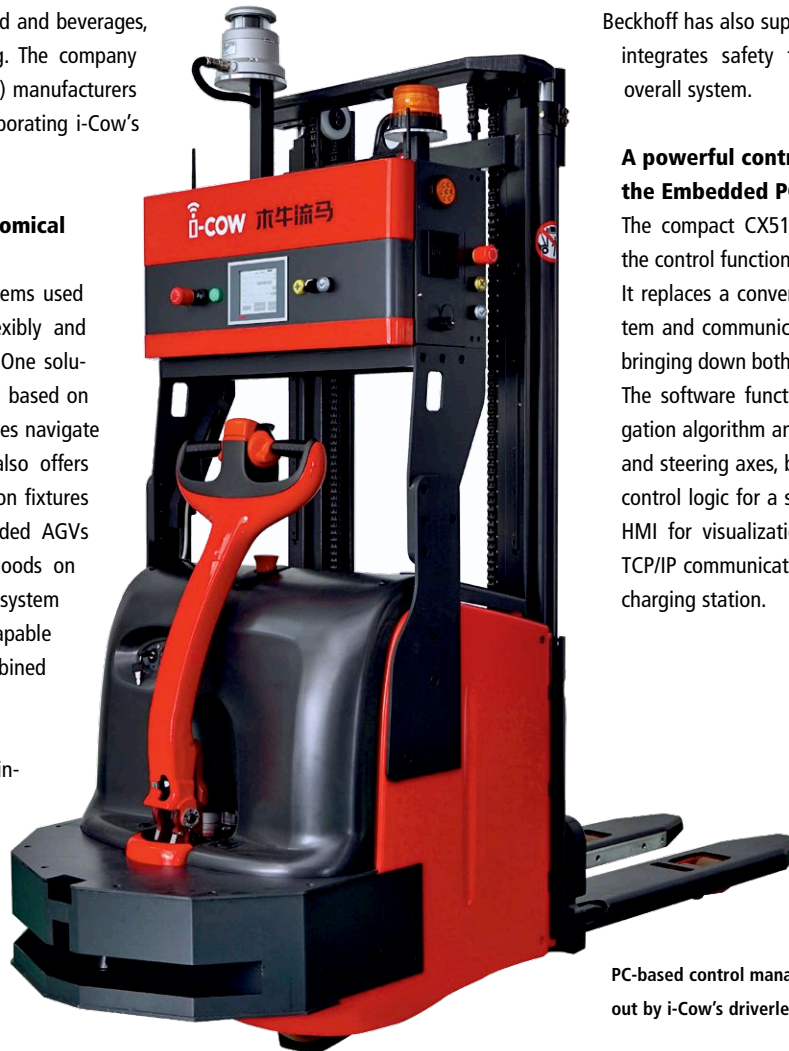 d and beverages,
g. The company
) manufacturers
porating i-Cow's
nomical
tems used
exibly and
One solu-
based on
es navigate
also offers
on fixtures
ded AGVs
oods on
system
apable
bined
in-
i-COW 木牛流马
Beckhoff has also sup
integrates safety t
overall system.
A powerful contr
the Embedded PC
The compact CX51
the control function
It replaces a conver
tem and communic
bringing down both
The software funct
gation algorithm an
and steering axes, b
control logic for a s
HMI for visualizatio
TCP/IP communicat
charging station.
PC-based control mana
out by i-Cow's driverle